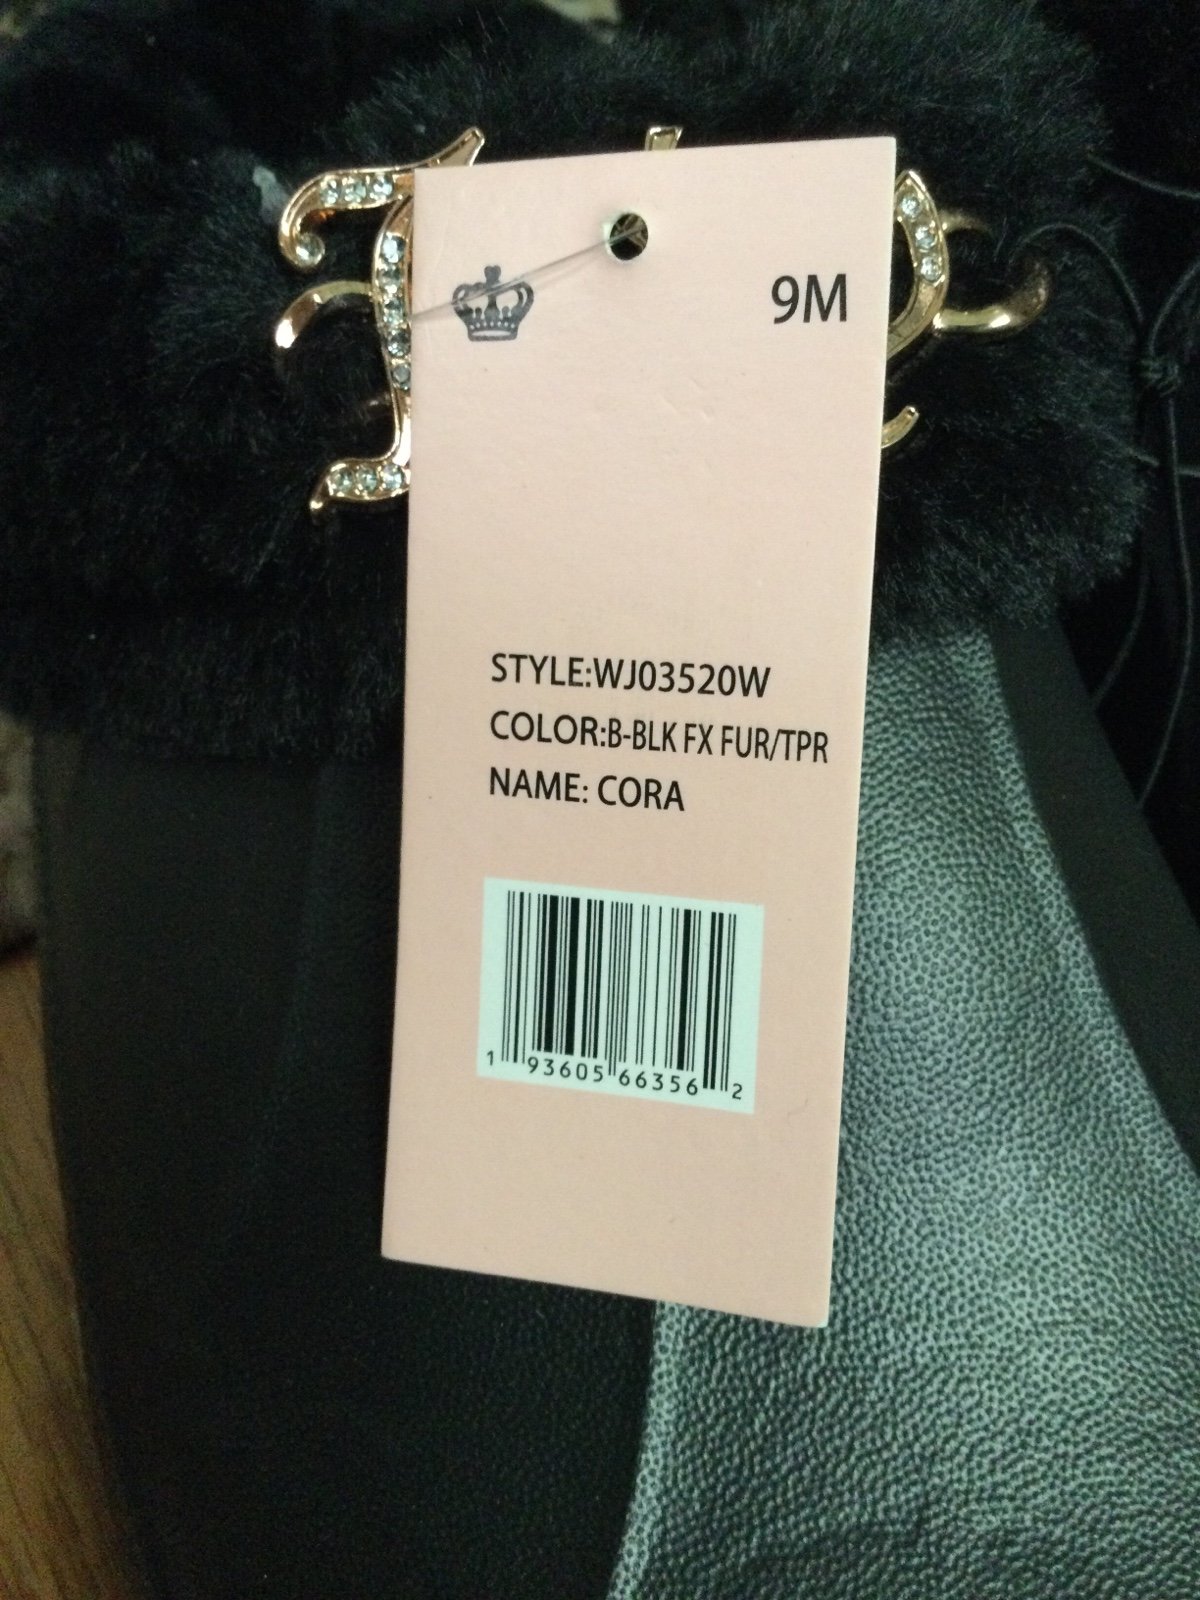 9M
STYLE:WJ03520W
COLOR:B-BLK FX FUR/TPR
NAME: CORA
1 93605 66356 2